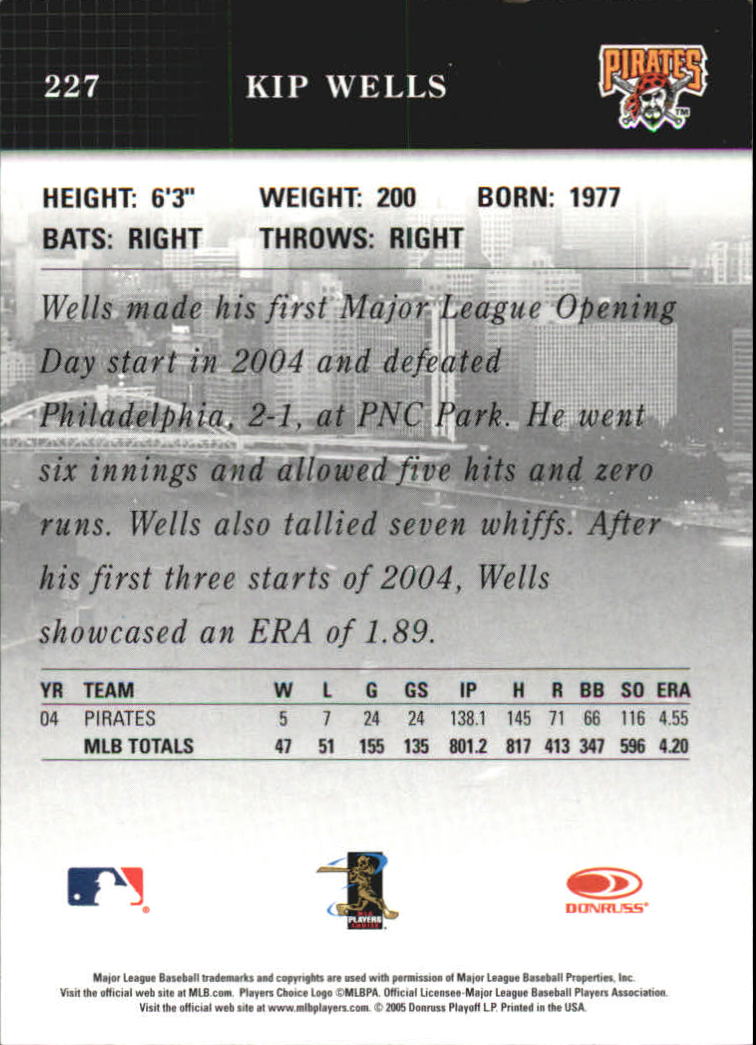 227 KIP WELLS PIRATES TM
HEIGHT: 6'3" WEIGHT: 200 BORN: 1977
BATS: RIGHT THROWS: RIGHT
Wells made his first Major League Opening
Day start in 2004 and defeated
Philadelphia, 2-1, at PNC Park. He went
six innings and allowed five hits and zero
runs. Wells also tallied seven whiffs. After
his first three starts of 2004, Wells
showcased an ERA of 1.89.
YR TEAM W L G GS IP H R BB SO ERA
04 PIRATES 5 7 24 24 138.1 145 71 66 116 4.55
MLB TOTALS 47 51 155 135 801.2 817 413 347 596 4.20
PLAYERS
CHOICE
DONRUSS®
Major League Baseball trademarks and copyrights are used with permission of Major League Baseball Properties, Inc.
Visit the official web site at MLB.com. Players Choice Logo ©MLBPA. Official Licensee-Major League Baseball Players Association.
Visit the official web site at www.mlbplayers.com. © 2005 Donruss Playoff L.P. Printed in the USA.